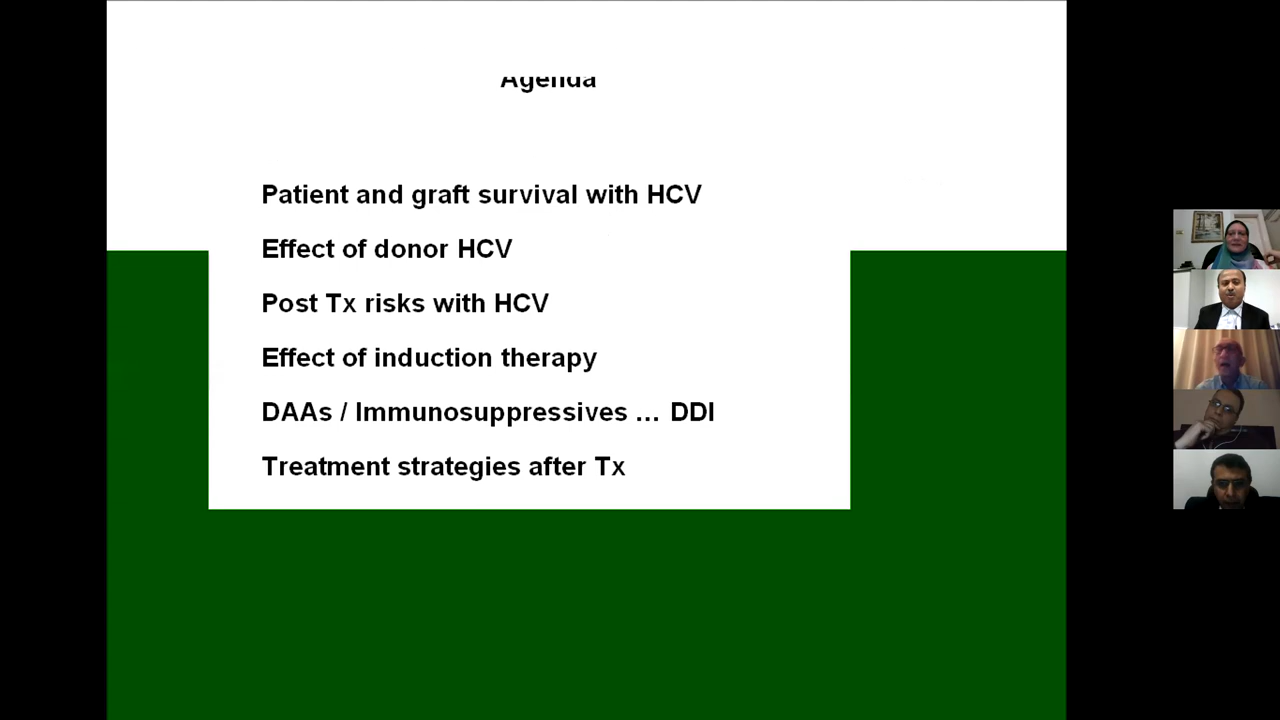 Agenda
Patient and graft survival with HCV
Effect of donor HCV
Post Tx risks with HCV
Effect of induction therapy
DAAs / Immunosuppressives ... DDI
Treatment strategies after Tx